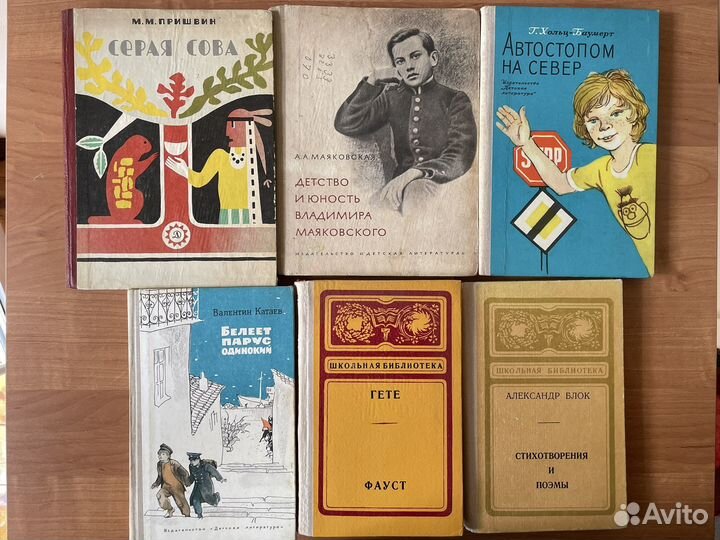 М.М.ПРИШВИН
СЕРАЯ СОВА
А.А.МАЯКОВСКАЯ
ДЕТСТВО
И ЮНОСТЬ
ВЛАДИМИРА
МАЯКОВСКОГО
ИЗДАТЕЛЬСТВО «ДЕТСКАЯ ЛИТЕРАТУРА»
Г. Хольц-Баумерт
АВТОСТОПОМ
НА СЕВЕР
Издательство
"Детская
литература"
STOP
Валентин Катаев
БЕЛЕЕТ
ПАРУС
ОДИНОКИЙ
Издательство «Детская литература»
ШКОЛЬНАЯ БИБЛИОТЕКА
ГЕТЕ
ФАУСТ
ШКОЛЬНАЯ БИБЛИОТЕКА
АЛЕКСАНДР БЛОК
СТИХОТВОРЕНИЯ
И
ПОЭМЫ
Avito